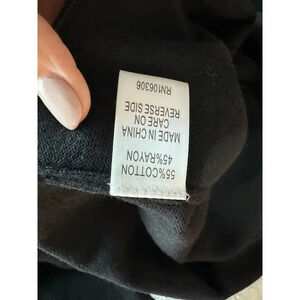 55%COTTON
45%RAYON
MADE IN CHINA
CARE ON
REVERSE SIDE
RN106306